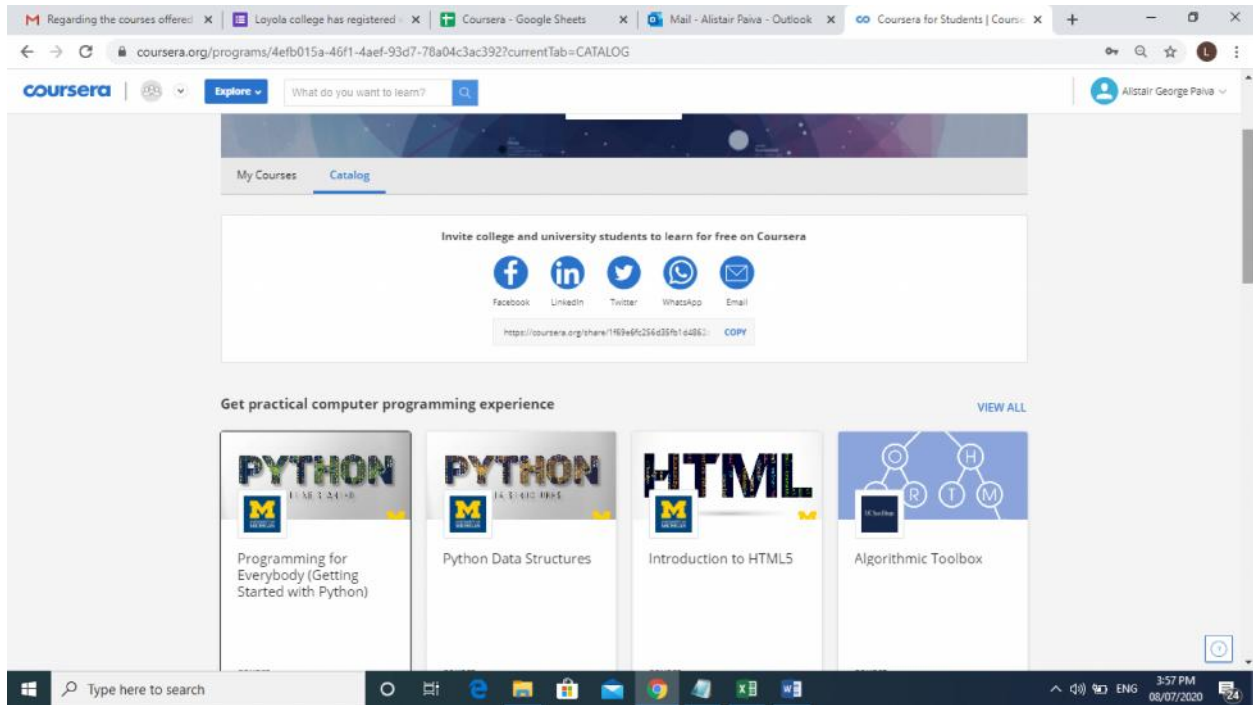 Regarding the courses offered
Loyola college has registered
Coursera - Google Sheets
Mail - Alistair Paiva - Outlook
Coursera for Students | Cours
coursera.org/programs/4efb015a-46f1-4aef-93d7-78a04c3ac392?currentTab=CATALOG
L
coursera
Explore
What do you want to learn?
Alistair George Paiva
My Courses
Catalog
Invite college and university students to learn for free on Coursera
Facebook
LinkedIn
Twitter
WhatsApp
Email
COPY
Get practical computer programming experience
VIEW ALL
PYTHON
PYTHON
HTML
O H
R T M
M
M
M
UC San Diego
Programming for
Everybody (Getting
Started with Python)
Python Data Structures
Introduction to HTML5
Algorithmic Toolbox
Type here to search
ENG
3:57 PM
08/07/2020
24